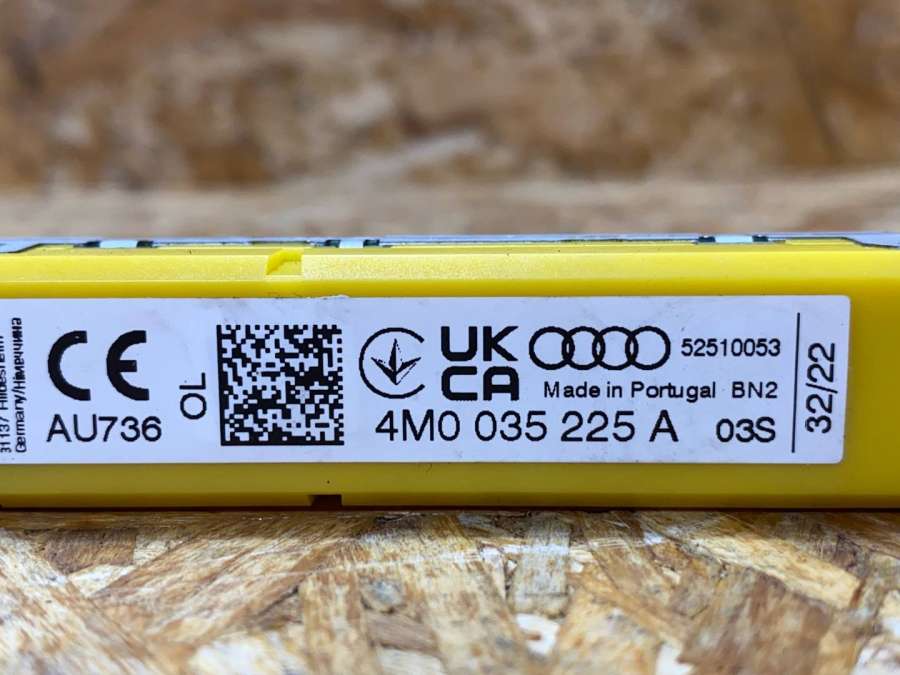 31137 Hildesheim
Germany/Німеччина
CE
AU736
OL
UK
CA
52510053
Made in Portugal BN2
4M0 035 225 A 03S
32/22